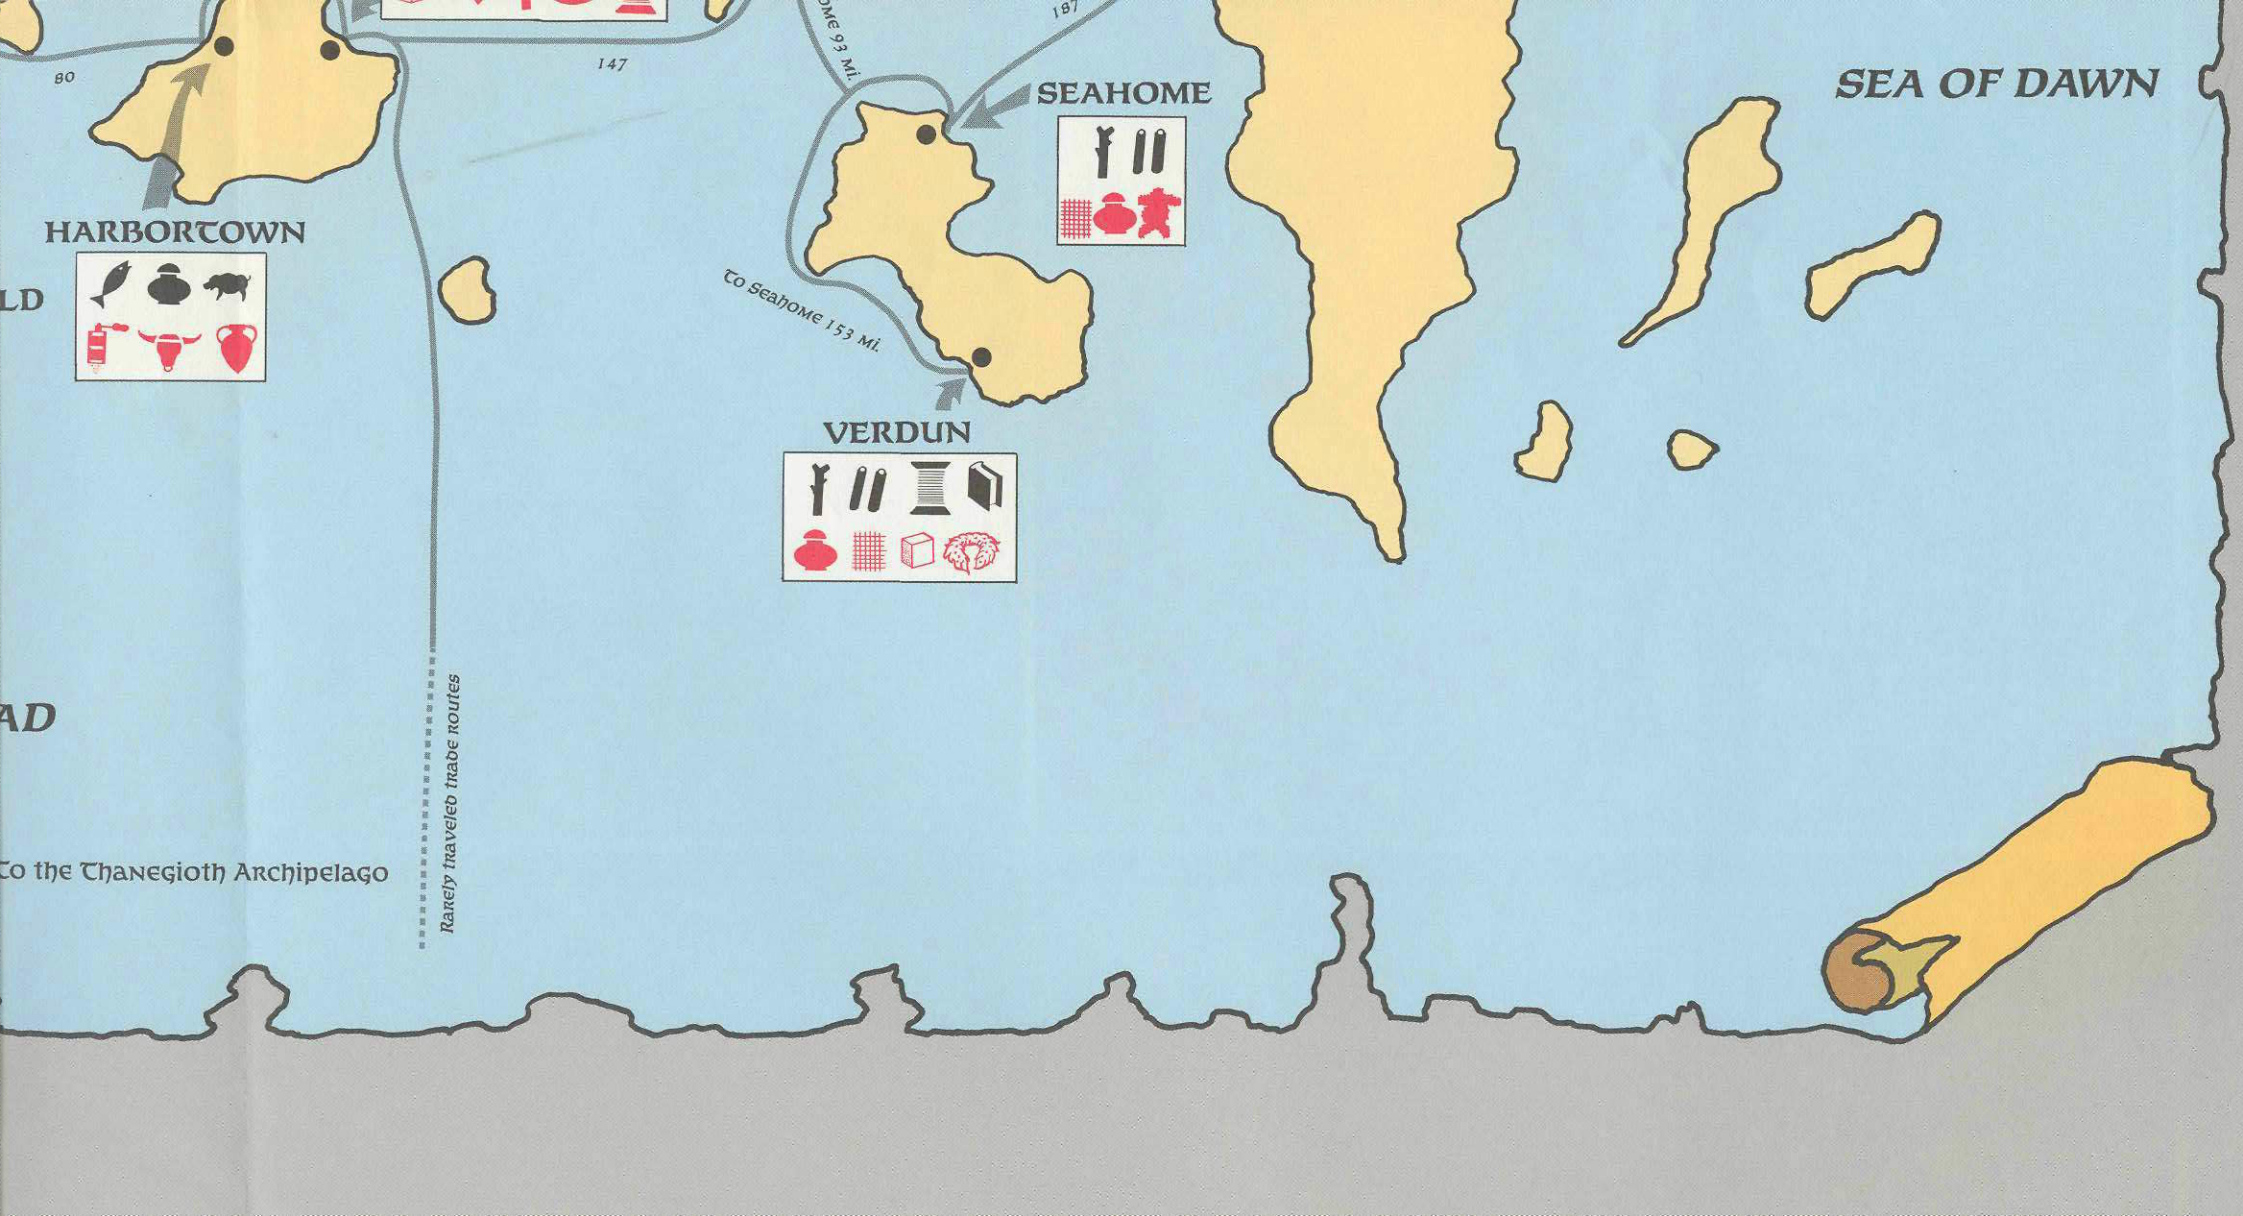 187
SEA OF DAWN
80
147
93 Mi.
SEAHOME
HARBORTOWN
LD
To Seahome 153 Mi.
VERDUN
Rarely traveled trade routes
AD
To the Thanegioth Archipelago